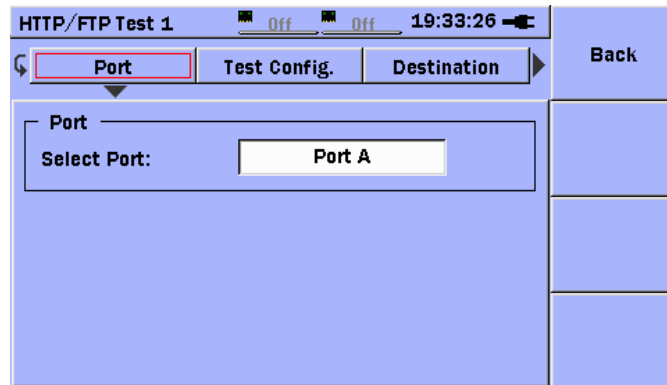 HTTP/FTP Test 1 Off Off 19:33:26
Back
Port Test Config. Destination
Port
Select Port: Port A